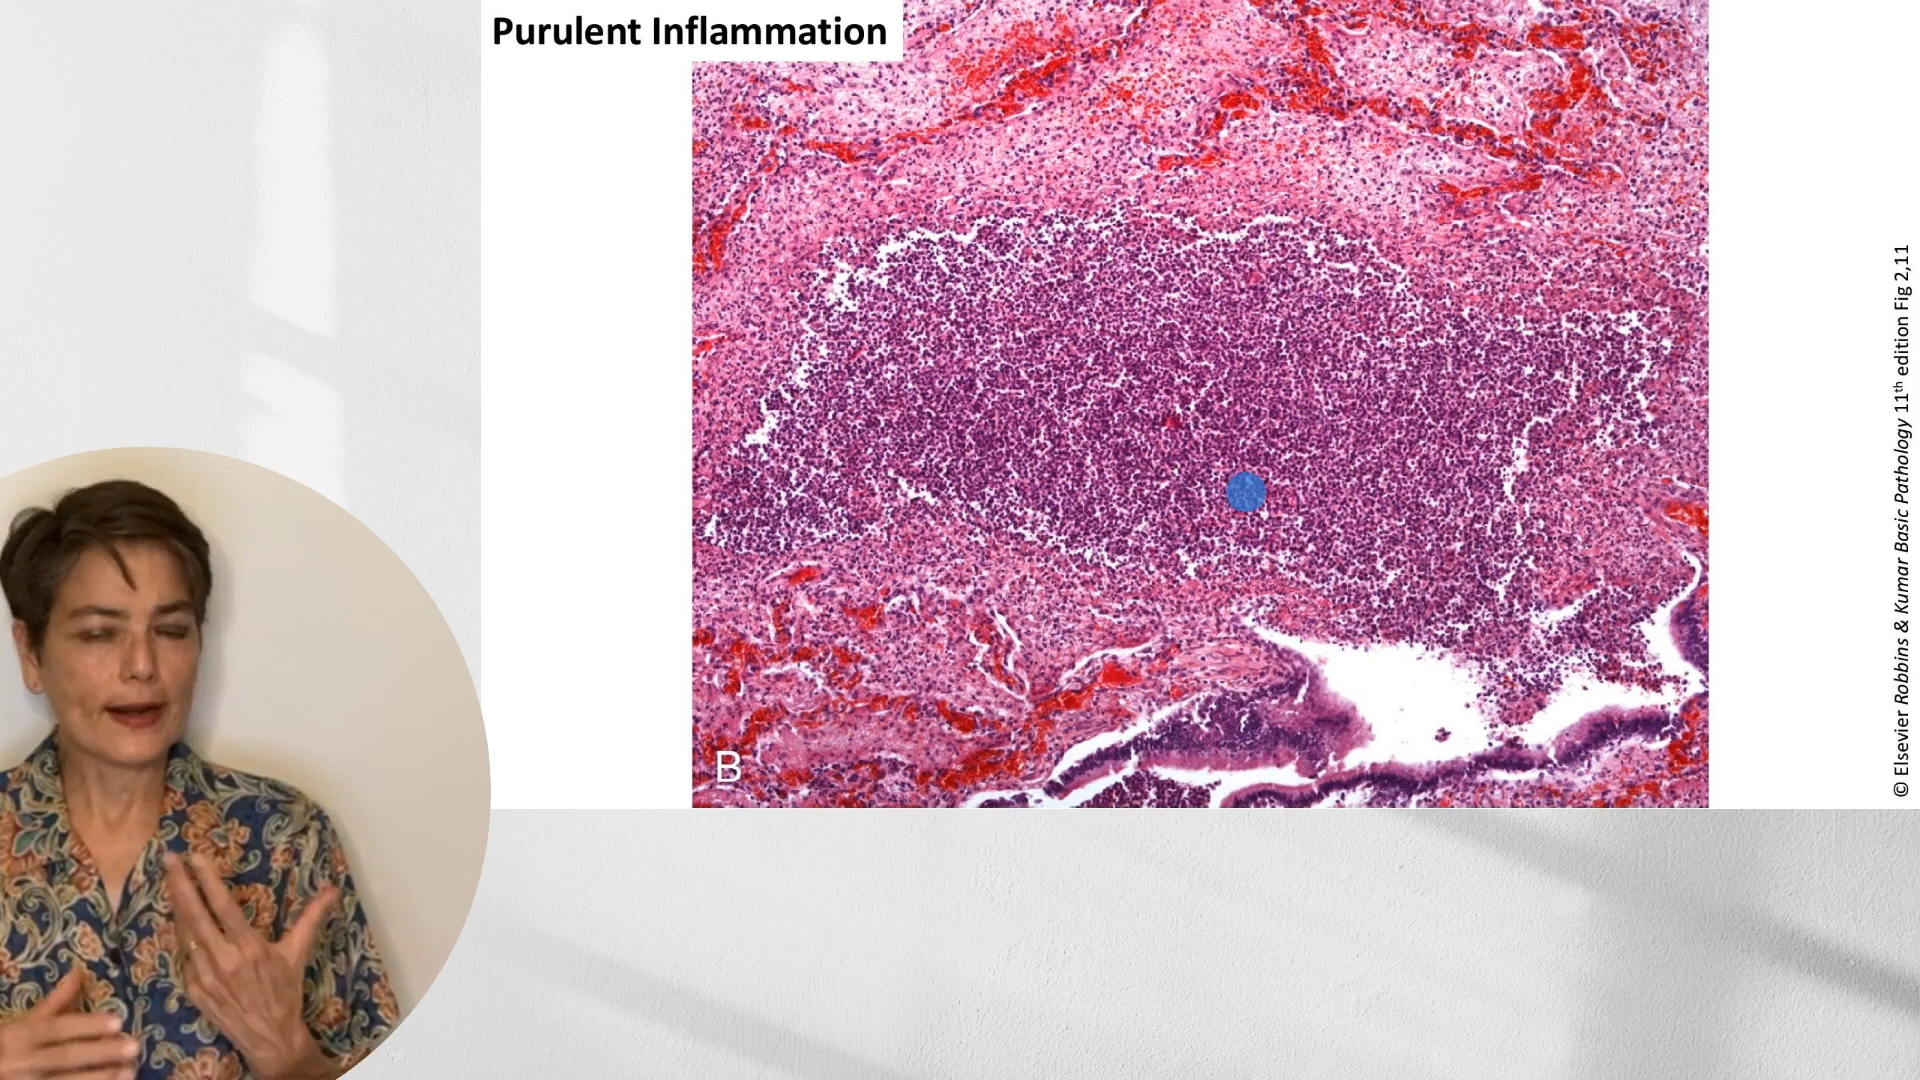 Purulent Inflammation
B
© Elsevier Robbins & Kumar Basic Pathology 11th edition Fig 2,11